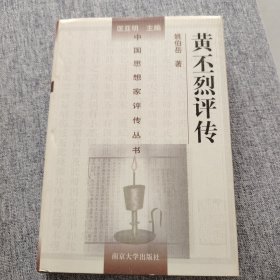 匡亚明 主编
中国思想家评传丛书
黄丕烈评传
姚伯岳 著
南京大学出版社